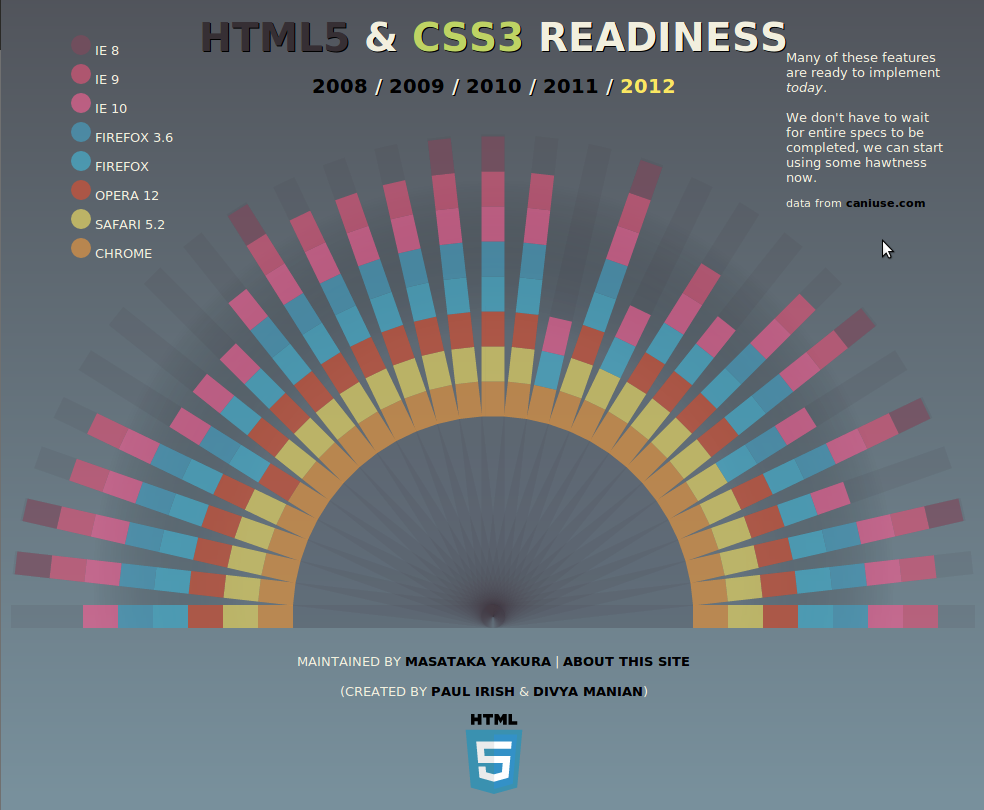 HTML5 & CSS3 READINESS
2008 / 2009 / 2010 / 2011 / 2012
IE 8
IE 9
IE 10
FIREFOX 3.6
FIREFOX
OPERA 12
SAFARI 5.2
CHROME
Many of these features
are ready to implement
today.
We don't have to wait
for entire specs to be
completed, we can start
using some hawtness
now.
data from caniuse.com
MAINTAINED BY MASATAKA YAKURA | ABOUT THIS SITE
(CREATED BY PAUL IRISH & DIVYA MANIAN)
HTML
5